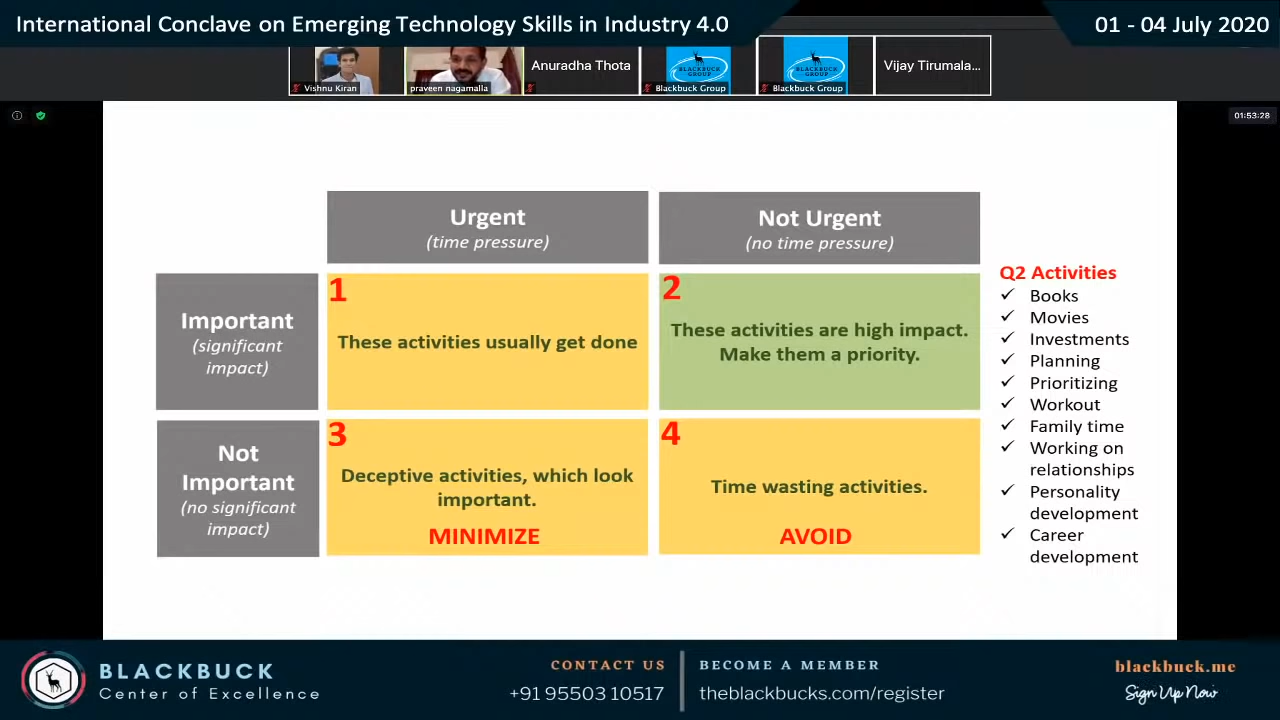 International Conclave on Emerging Technology Skills in Industry 4.0
01 - 04 July 2020
Vishnu Kiran
praveen nagamalla
Anuradha Thota
BLACKBUCK
GROUP
Blackbuck Group
BLACKBUCK
GROUP
Blackbuck Group
Vijay Tirumala...
01:53:28
Urgent
(time pressure)
Not Urgent
(no time pressure)
Important
(significant
impact)
1
These activities usually get done
2
These activities are high impact.
Make them a priority.
Not
Important
(no significant
impact)
3
Deceptive activities, which look
important.
MINIMIZE
4
Time wasting activities.
AVOID
Q2 Activities
✓ Books
✓ Movies
✓ Investments
✓ Planning
✓ Prioritizing
✓ Workout
✓ Family time
✓ Working on
relationships
✓ Personality
development
✓ Career
development
BLACKBUCK
Center of Excellence
CONTACT US
+91 95503 10517
BECOME A MEMBER
theblackbucks.com/register
blackbuck.me
Sign Up Now